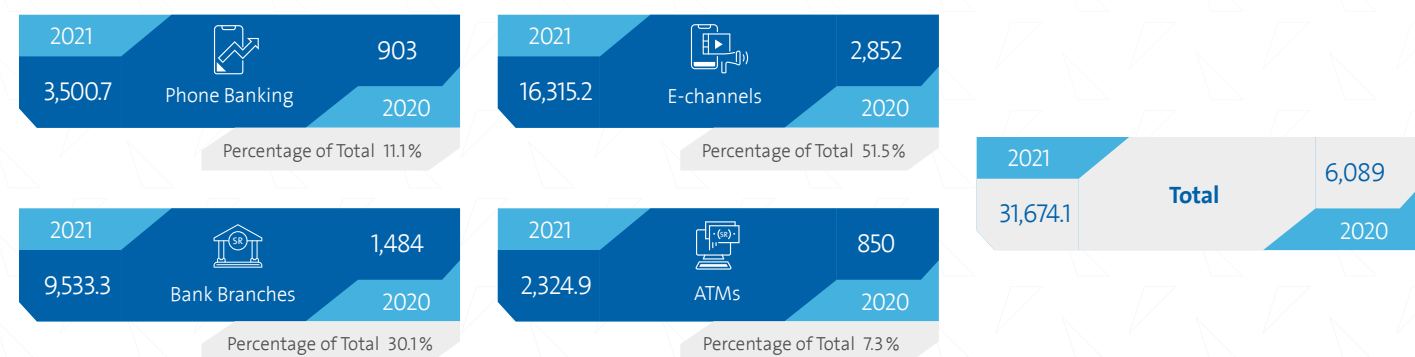 2021
903
3,500.7
Phone Banking
2020
Percentage of Total 11.1%
2021
2,852
16,315.2
E-channels
2020
Percentage of Total 51.5%
2021
SR
1,484
9,533.3
Bank Branches
2020
Percentage of Total 30.1%
2021
(SR)
850
2,324.9
ATMs
2020
Percentage of Total 7.3%
2021
6,089
Total
31,674.1
2020